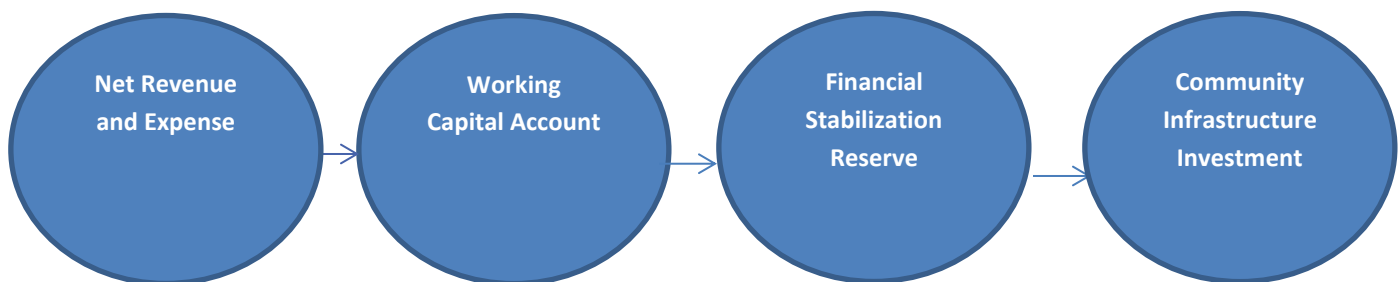 Net Revenue
and Expense
Working
Capital Account
Financial
Stabilization
Reserve
Community
Infrastructure
Investment